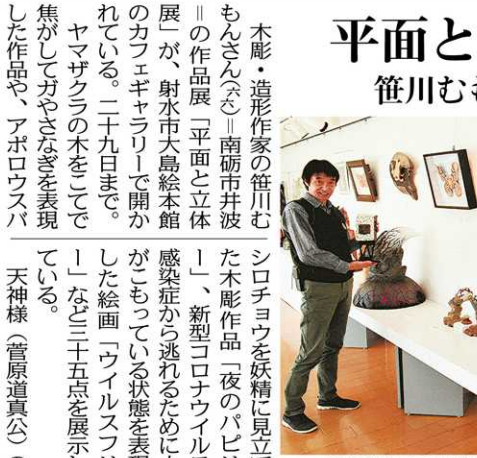 平面と
笹川むも
木彫・造形作家の笹川む
もんさん(六六)=南砺市井波
=の作品展「平面と立体
展」が、射水市大島絵本館
のカフェギャラリーで開か
れている。二十九日まで。
ヤマザクラの木をこてで
焦がしてガやさなぎを表現
した作品や、アポロウスバ
シロチョウを妖精に見立て
た木彫作品「夜のパピヨ
ー」、新型コロナウイルス
感染症から逃れるために
がこもっている状態を表現
した絵画「ウイルスフ
ー」など三十五点を展示し
ている。
天神様(菅原道真公)の